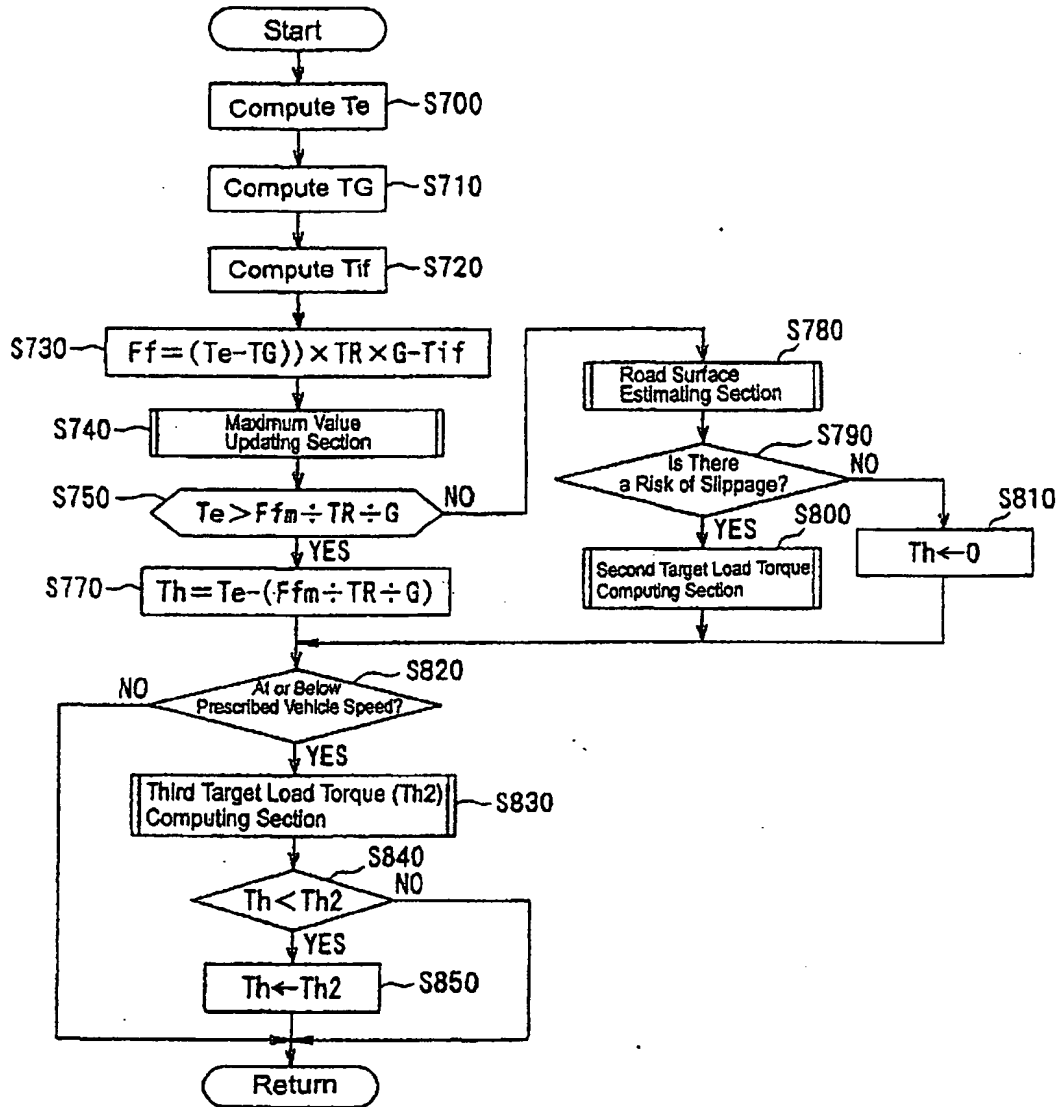 Start
Compute Te
S700
Compute TG
S710
Compute Tif
S720
S730
Ff=(Te-TG))×TR×G-Tif
S740
Maximum Value
Updating Section
S750
Te>Ffm÷TR÷G
NO
YES
S770
Th=Te-(Ffm÷TR÷G)
S780
Road Surface
Estimating Section
S790
Is There
a Risk of Slippage?
NO
YES
S800
Second Target Load Torque
Computing Section
S810
Th←0
S820
NO
At or Below
Prescribed Vehicle Speed?
YES
Third Target Load Torque (Th2)
Computing Section
S830
S840
Th<Th2
NO
YES
Th←Th2
S850
Return